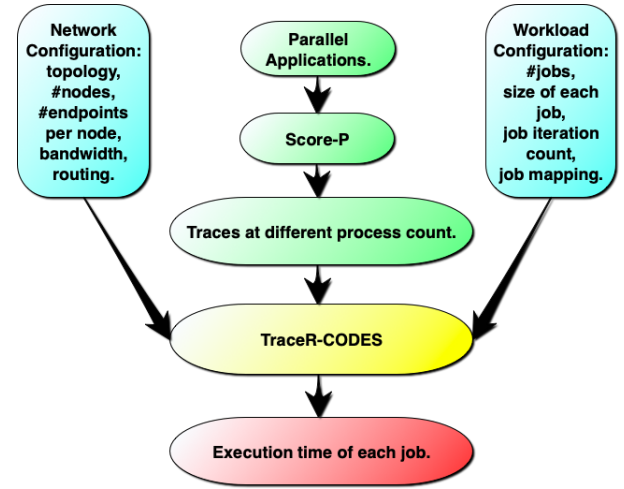 Network
Configuration:
topology,
#nodes,
#endpoints
per node,
bandwidth,
routing.
Parallel
Applications.
Score-P
Traces at different process count.
Workload
Configuration:
#jobs,
size of each
job,
job iteration
count,
job mapping.
TraceR-CODES
Execution time of each job.